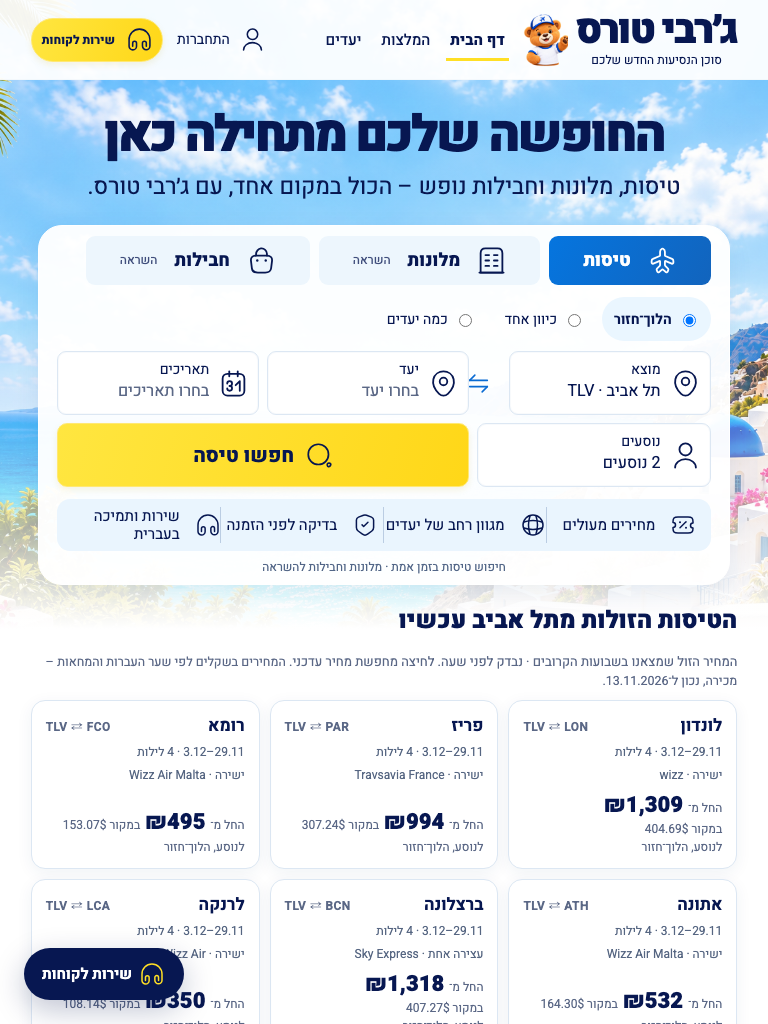 ג׳רבי טורס
סוכן הנסיעות החדש שלכם
דף הבית
המלצות
יעדים
התחברות
שירות לקוחות
החופשה שלכם מתחילה כאן
טיסות, מלונות וחבילות נופש – הכול במקום אחד, עם ג׳רבי טורס.
טיסות
מלונות השראה
חבילות השראה
הלוך־חזור
כיוון אחד
כמה יעדים
מוצא
תל אביב · TLV
יעד
בחרו יעד
תאריכים
בחרו תאריכים
31
נוסעים
2 נוסעים
חפשו טיסה
מחירים מעולים
מגוון רחב של יעדים
בדיקה לפני הזמנה
שירות ותמיכה
בעברית
חיפוש טיסות בזמן אמת · מלונות וחבילות להשראה
הטיסות הזולות מתל אביב עכשיו
המחיר הזול שמצאנו בשבועות הקרובים · נבדק לפני שעה. לחיצה מחפשת מחיר עדכני. המחירים בשקלים לפי שער העברות והמחאות –
מכירה, נכון ל־13.11.2026.
לונדון
TLV ⇄ LON
29.11–3.12 · 4 לילות
ישירה · wizz
החל מ־ ₪1,309
במקור 404.69$
לנוסע, הלוך־חזור
פריז
TLV ⇄ PAR
29.11–3.12 · 4 לילות
ישירה · Travsavia France
החל מ־ ₪994 במקור 307.24$
לנוסע, הלוך־חזור
רומא
TLV ⇄ FCO
29.11–3.12 · 4 לילות
ישירה · Wizz Air Malta
החל מ־ ₪495 במקור 153.07$
לנוסע, הלוך־חזור
אתונה
TLV ⇄ ATH
29.11–3.12 · 4 לילות
ישירה · Wizz Air Malta
החל מ־ ₪532 במקור 164.30$
ברצלונה
TLV ⇄ BCN
29.11–3.12 · 4 לילות
עצירה אחת · Sky Express
החל מ־ ₪1,318
במקור 407.27$
לרנקה
TLV ⇄ LCA
29.11–3.12 · 4 לילות
ישירה · Wizz Air
החל מ־ ₪350 במקור 108.14$
שירות לקוחות